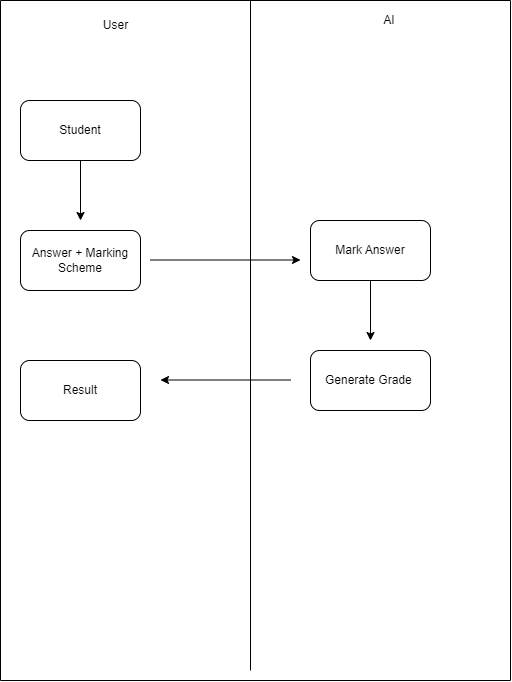 User
AI
Student
Answer + Marking
Scheme
Mark Answer
Generate Grade
Result